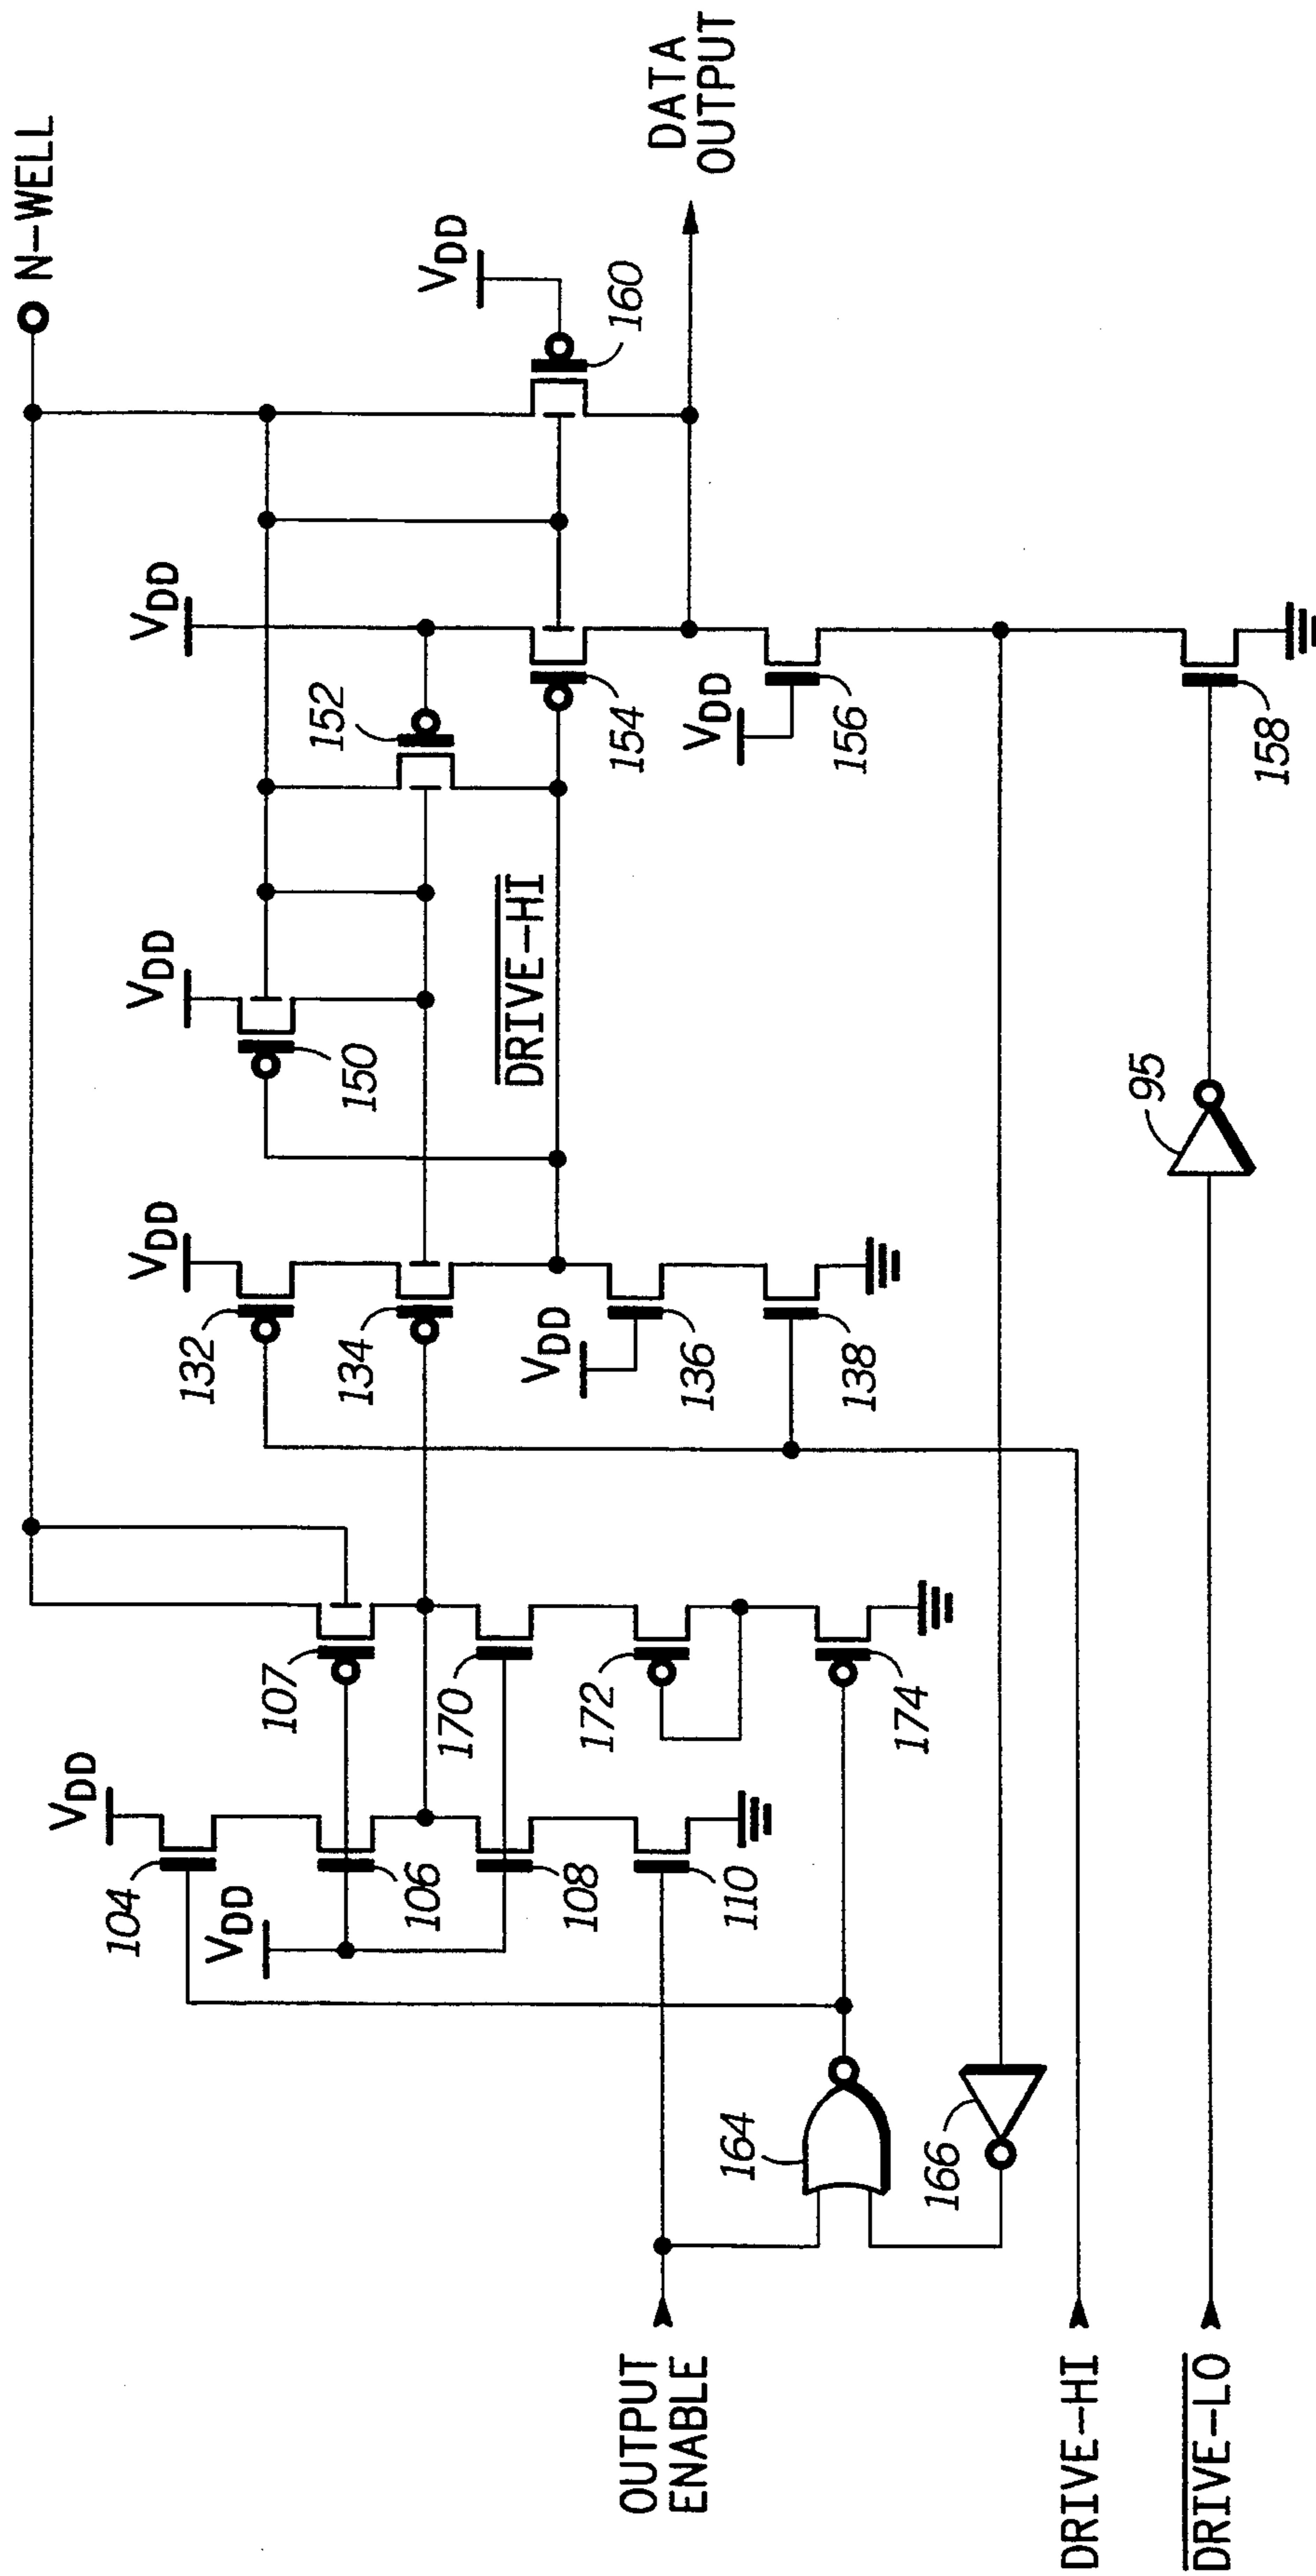 N-WELL
VDD
VDD
VDD
VDD
VDD
104
107
132
150
152
160
VDD
106
170
134
DRIVE-HI
154
DATA
OUTPUT
108
172
VDD
136
VDD
156
110
174
138
164
166
95
158
OUTPUT
ENABLE
DRIVE-HI
DRIVE-LO